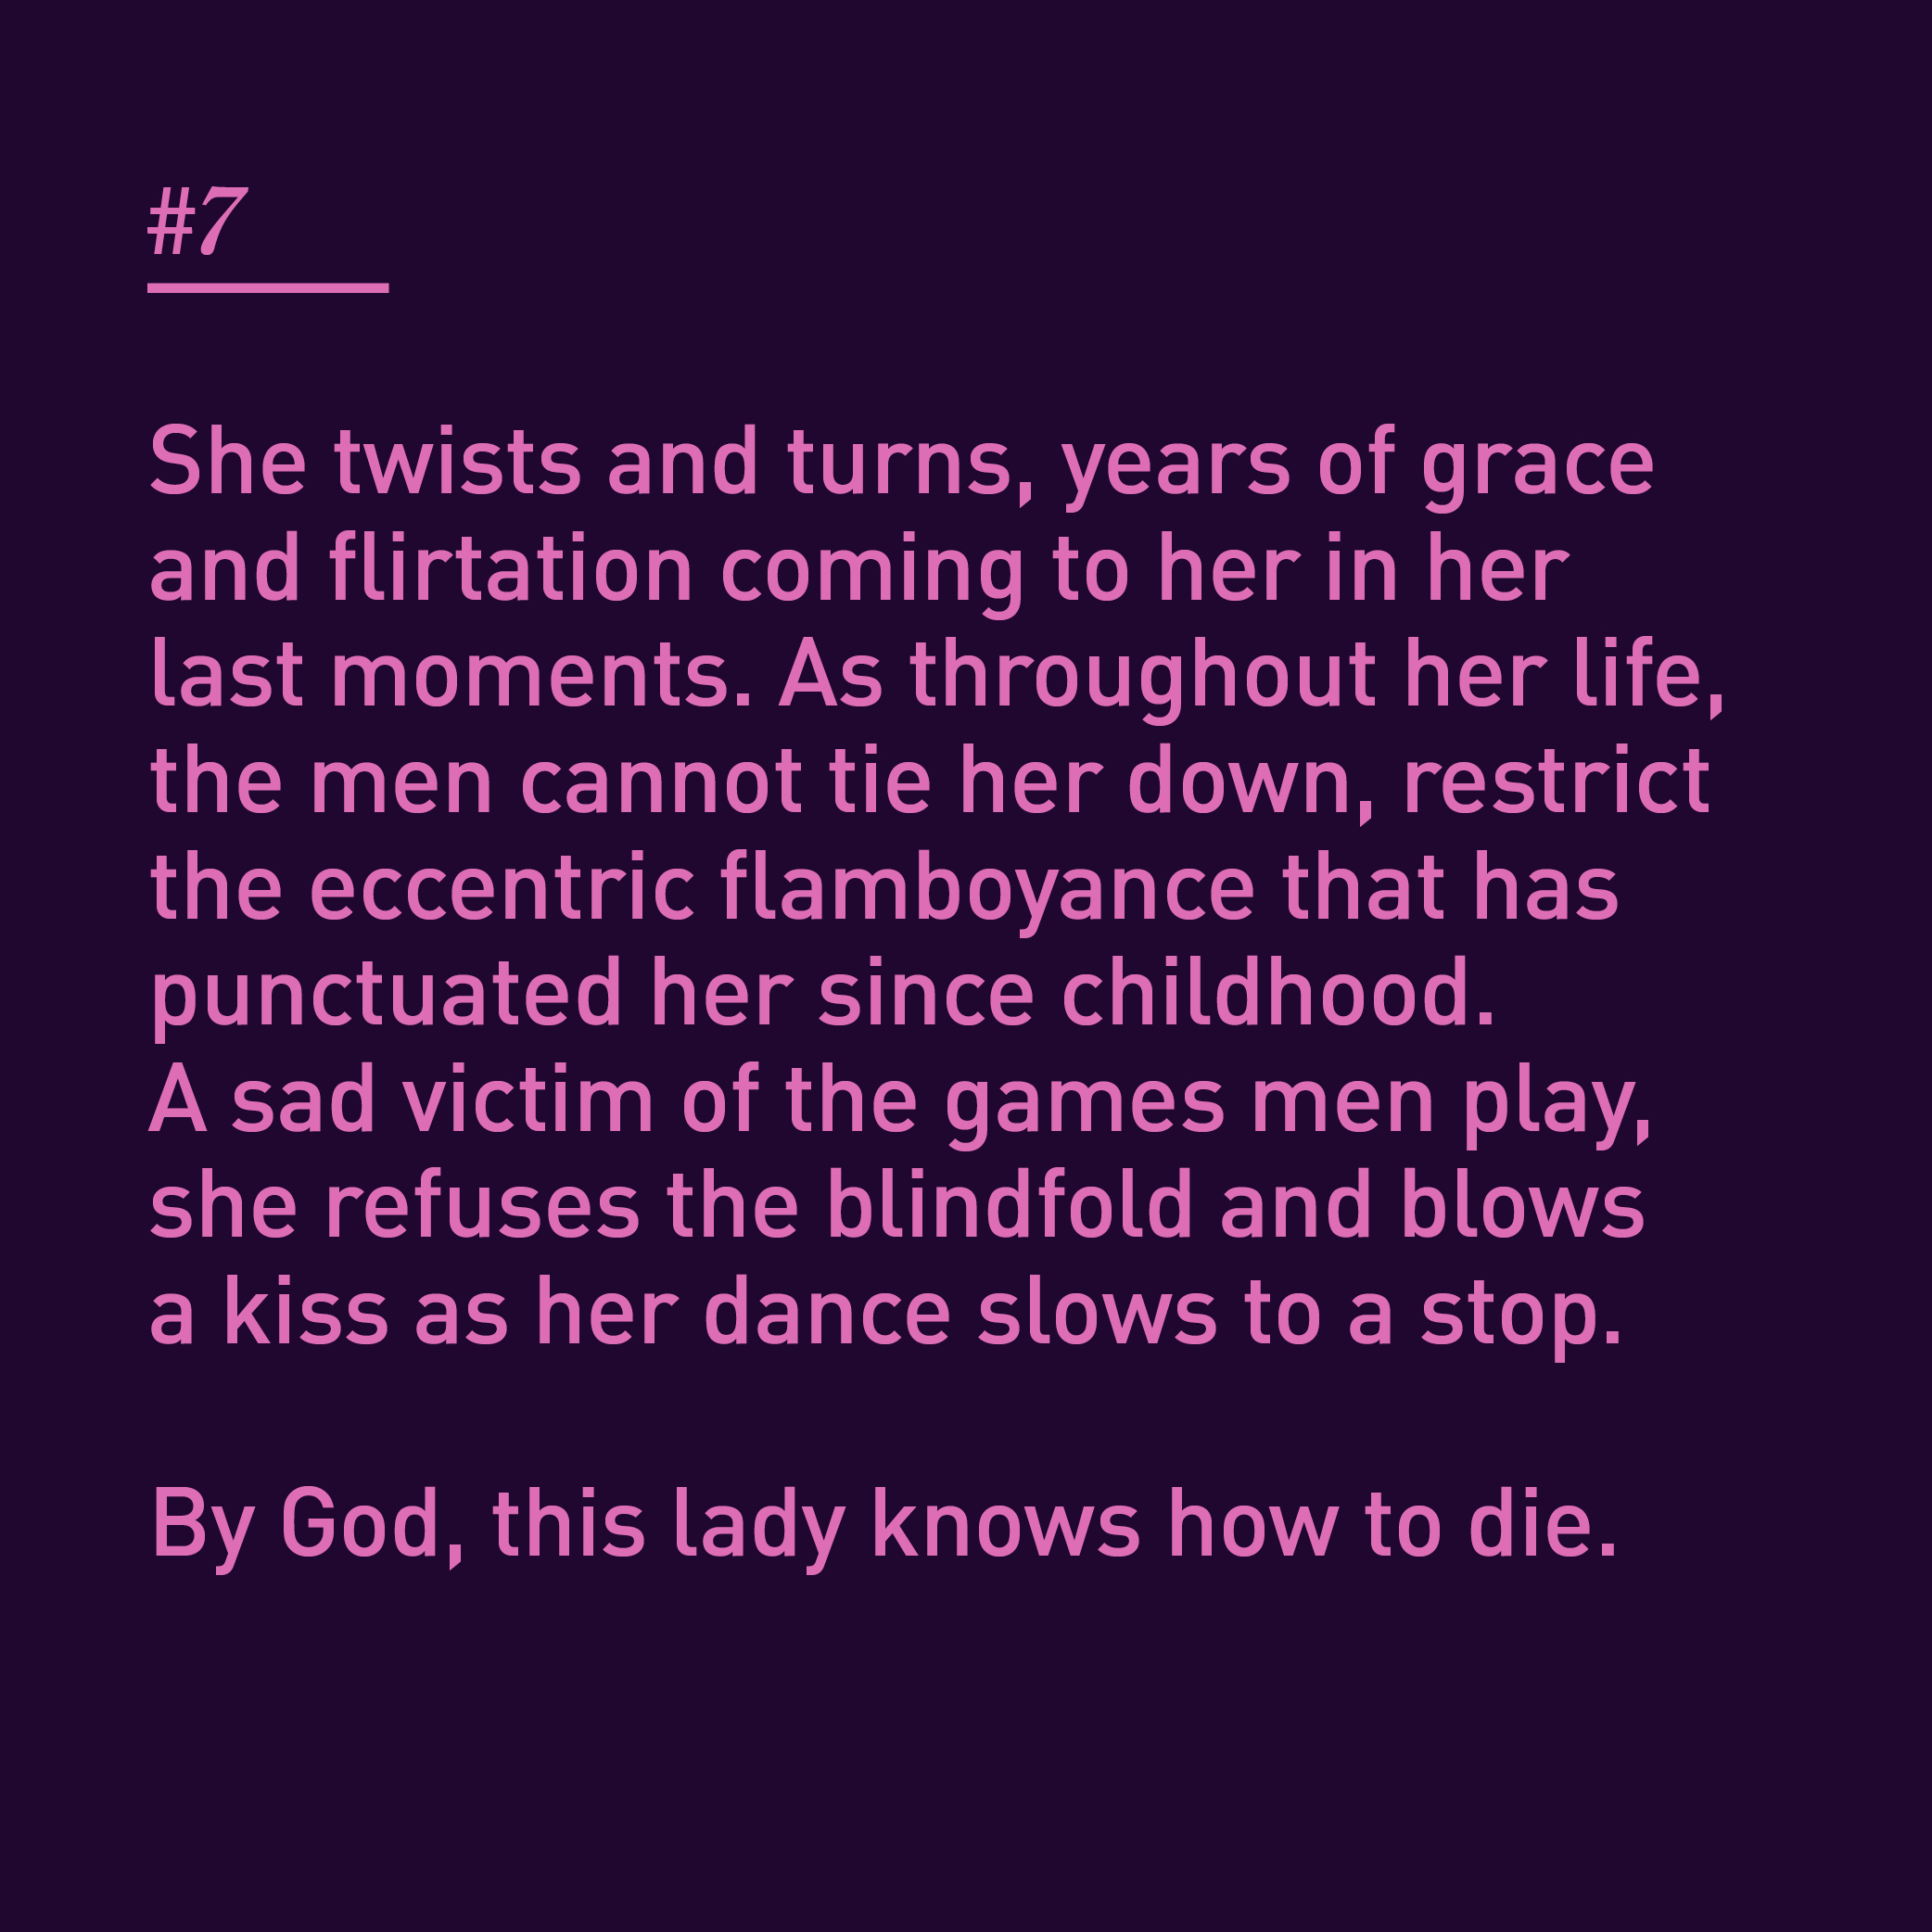 #7
She twists and turns, years of grace
and flirtation coming to her in her
last moments. As throughout her life,
the men cannot tie her down, restrict
the eccentric flamboyance that has
punctuated her since childhood.
A sad victim of the games men play,
she refuses the blindfold and blows
a kiss as her dance slows to a stop.
By God, this lady knows how to die.